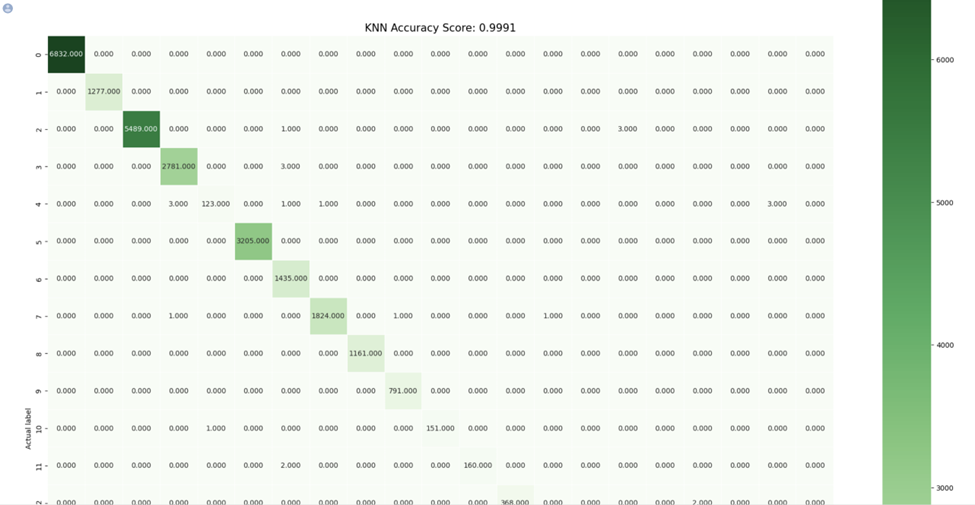 KNN Accuracy Score: 0.9991
0 6832.000 0.000 0.000 0.000 0.000 0.000 0.000 0.000 0.000 0.000 0.000 0.000 0.000 0.000 0.000 0.000 0.000 0.000 0.000 0.000 0.000
6000
1 0.000 1277.000 0.000 0.000 0.000 0.000 0.000 0.000 0.000 0.000 0.000 0.000 0.000 0.000 0.000 0.000 0.000 0.000 0.000 0.000 0.000
2 0.000 0.000 5489.000 0.000 0.000 0.000 1.000 0.000 0.000 0.000 0.000 0.000 0.000 0.000 0.000 3.000 0.000 0.000 0.000 0.000 0.000
3 0.000 0.000 0.000 2781.000 0.000 0.000 3.000 0.000 0.000 0.000 0.000 0.000 0.000 0.000 0.000 0.000 0.000 0.000 0.000 0.000 0.000
5000
4 0.000 0.000 0.000 3.000 123.000 0.000 1.000 1.000 0.000 0.000 0.000 0.000 0.000 0.000 0.000 0.000 0.000 0.000 0.000 3.000 0.000
5 0.000 0.000 0.000 0.000 0.000 3205.000 0.000 0.000 0.000 0.000 0.000 0.000 0.000 0.000 0.000 0.000 0.000 0.000 0.000 0.000 0.000
6 0.000 0.000 0.000 0.000 0.000 0.000 1435.000 0.000 0.000 0.000 0.000 0.000 0.000 0.000 0.000 0.000 0.000 0.000 0.000 0.000 0.000
7 0.000 0.000 0.000 1.000 0.000 0.000 0.000 1824.000 0.000 1.000 0.000 0.000 0.000 1.000 0.000 0.000 0.000 0.000 0.000 0.000 0.000
4000
8 0.000 0.000 0.000 0.000 0.000 0.000 0.000 0.000 1161.000 0.000 0.000 0.000 0.000 0.000 0.000 0.000 0.000 0.000 0.000 0.000 0.000
9 0.000 0.000 0.000 0.000 0.000 0.000 0.000 0.000 0.000 791.000 0.000 0.000 0.000 0.000 0.000 0.000 0.000 0.000 0.000 0.000 0.000
Actual label
10 0.000 0.000 0.000 0.000 1.000 0.000 0.000 0.000 0.000 0.000 151.000 0.000 0.000 0.000 0.000 0.000 0.000 0.000 0.000 0.000 0.000
11 0.000 0.000 0.000 0.000 0.000 0.000 2.000 0.000 0.000 0.000 0.000 160.000 0.000 0.000 0.000 0.000 0.000 0.000 0.000 0.000 0.000
3000
2 0.000 0.000 0.000 0.000 0.000 0.000 0.000 0.000 0.000 0.000 0.000 0.000 368.000 0.000 0.000 0.000 0.000 2.000 0.000 0.000 0.000